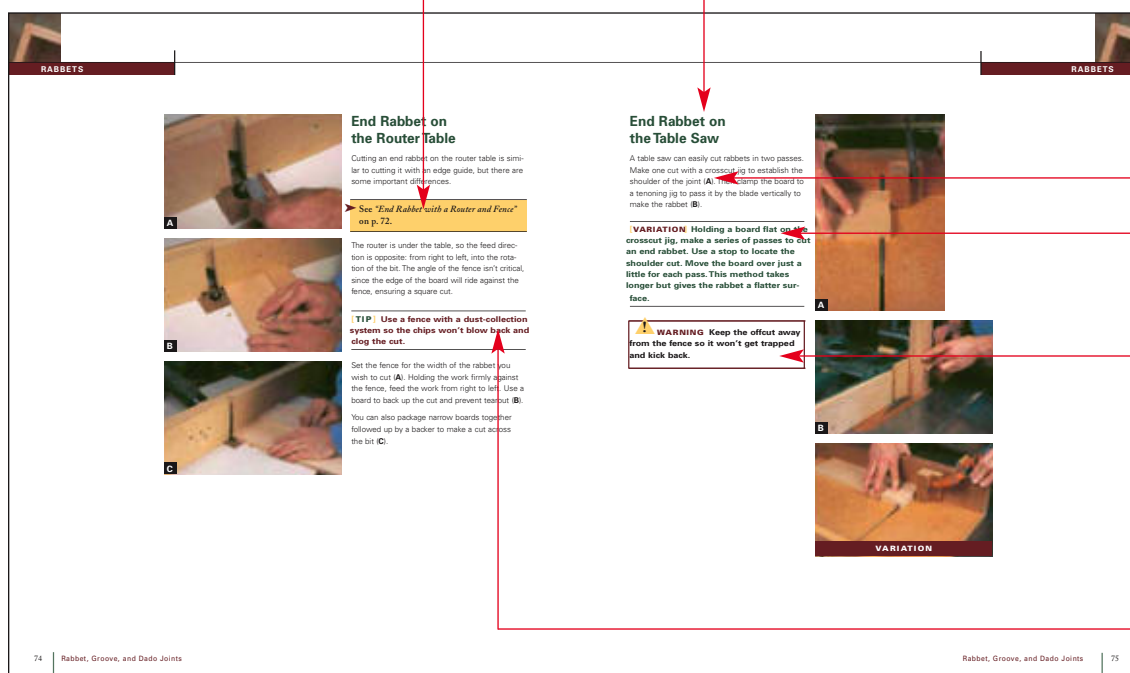 RABBETS
RABBETS
End Rabbet on
the Router Table
Cutting an end rabbet on the router table is simi-
lar to cutting it with an edge guide, but there are
some important differences.
See "End Rabbet with a Router and Fence"
on p. 72.
The router is under the table, so the feed direc-
tion is opposite: from right to left, into the rota-
tion of the bit. The angle of the fence isn't critical,
since the edge of the board will ride against the
fence, ensuring a square cut.
[TIP] Use a fence with a dust-collection
system so the chips won't blow back and
clog the cut.
Set the fence for the width of the rabbet you
wish to cut (A). Holding the work firmly against
the fence, feed the work from right to left. Use a
board to back up the cut and prevent tearout (B).
You can also package narrow boards together
followed up by a backer to make a cut across
the bit (C).
A
B
C
End Rabbet on
the Table Saw
A table saw can easily cut rabbets in two passes.
Make one cut with a crosscut jig to establish the
shoulder of the joint (A). Then clamp the board to
a tenoning jig to pass it by the blade vertically to
make the rabbet (B).
[VARIATION] Holding a board flat on the
crosscut jig, make a series of passes to cut
an end rabbet. Use a stop to locate the
shoulder cut. Move the board over just a
little for each pass. This method takes
longer but gives the rabbet a flatter sur-
face.
! WARNING Keep the offcut away
from the fence so it won't get trapped
and kick back.
A
B
VARIATION
74 Rabbet, Groove, and Dado Joints
Rabbet, Groove, and Dado Joints 75